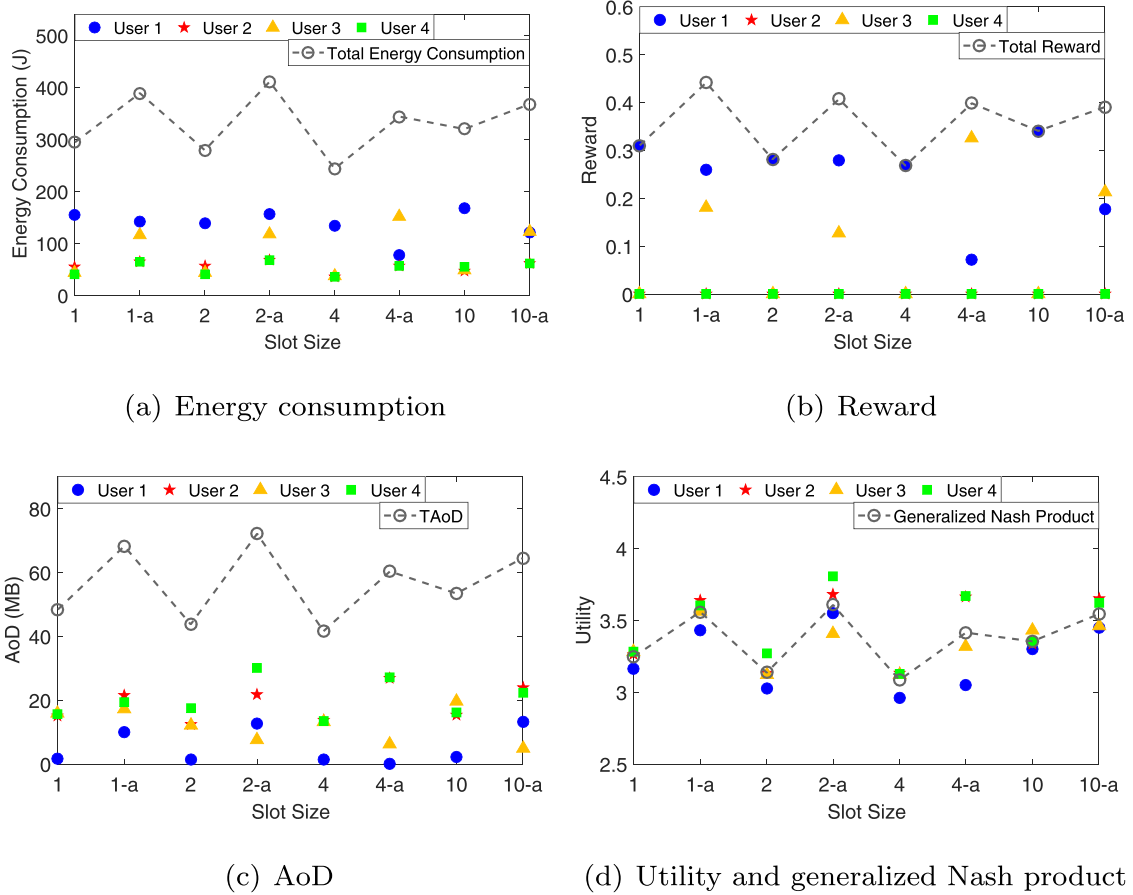 User 1 User 2 User 3 User 4
Total Energy Consumption
Energy Consumption (J)
500
400
300
200
100
0
1 1-a 2 2-a 4 4-a 10 10-a
Slot Size
(a) Energy consumption
User 1 User 2 User 3 User 4
Total Reward
Reward
0.6
0.5
0.4
0.3
0.2
0.1
0
1 1-a 2 2-a 4 4-a 10 10-a
Slot Size
(b) Reward
User 1 User 2 User 3 User 4
TAoD
AoD (MB)
80
60
40
20
0
1 1-a 2 2-a 4 4-a 10 10-a
Slot Size
(c) AoD
User 1 User 2 User 3 User 4
Generalized Nash Product
Utility
4.5
4
3.5
3
2.5
1 1-a 2 2-a 4 4-a 10 10-a
Slot Size
(d) Utility and generalized Nash product